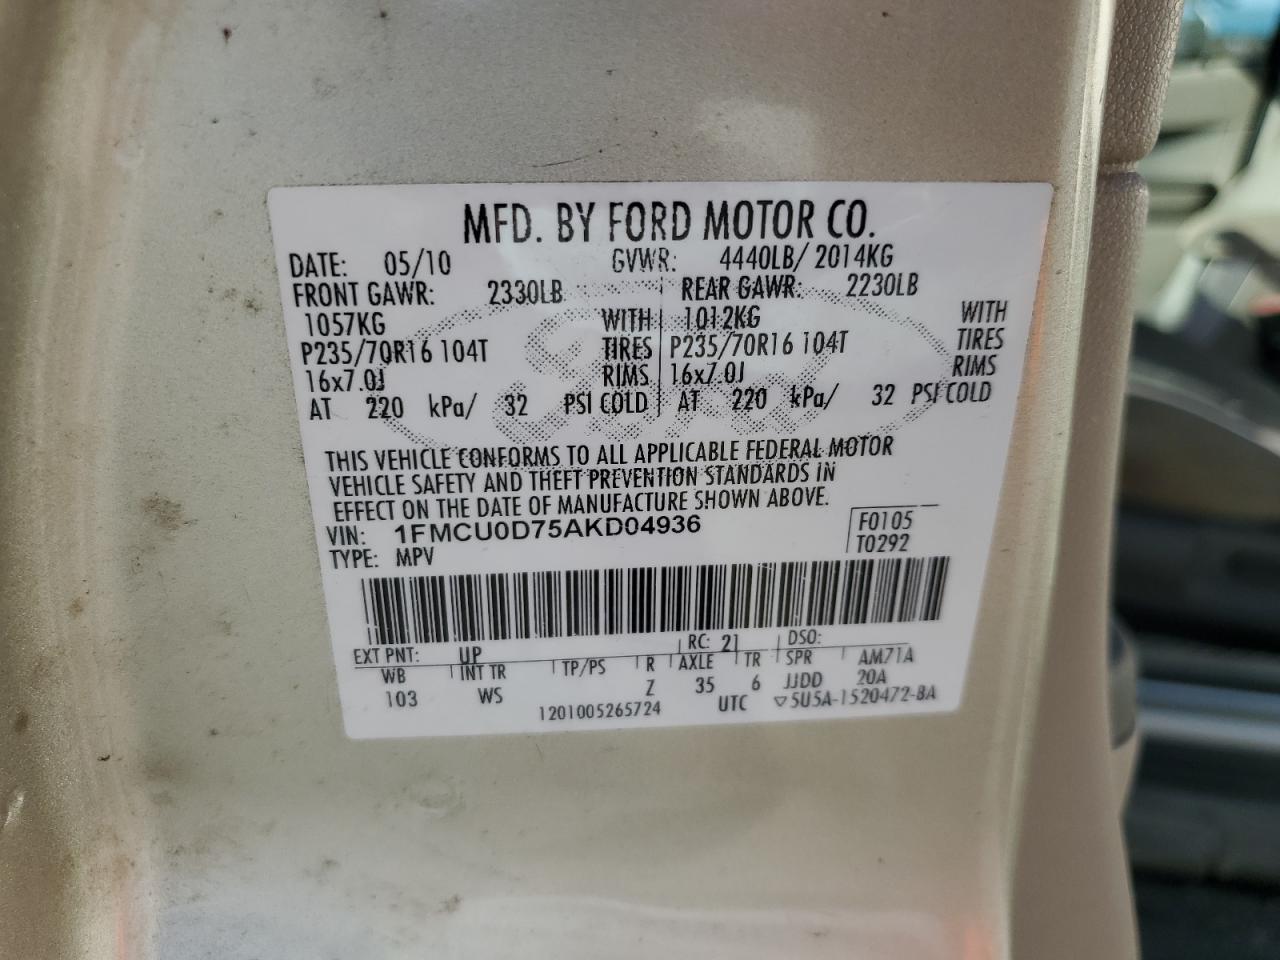 MFD. BY FORD MOTOR CO.
DATE: 05/10 GVWR: 4440LB/ 2014KG
FRONT GAWR: 2330LB REAR GAWR: 2230LB
1057KG WITH 1012KG WITH
P235/70R16 104T TIRES P235/70R16 104T TIRES
16x7.0J RIMS 16x7.0J RIMS
AT 220 kPa/ 32 PSI COLD AT 220 kPa/ 32 PSI COLD
THIS VEHICLE CONFORMS TO ALL APPLICABLE FEDERAL MOTOR
VEHICLE SAFETY AND THEFT PREVENTION STANDARDS IN
EFFECT ON THE DATE OF MANUFACTURE SHOWN ABOVE.
VIN: 1FMCU0D75AKD04936 F0105
TYPE: MPV T0292
EXT PNT: UP RC: 21 DSO:
WB INT TR TP/PS R AXLE TR SPR AM71A
103 WS Z 35 6 JJDD 20A
1201005265724 UTC ▽5U5A-1520472-BA